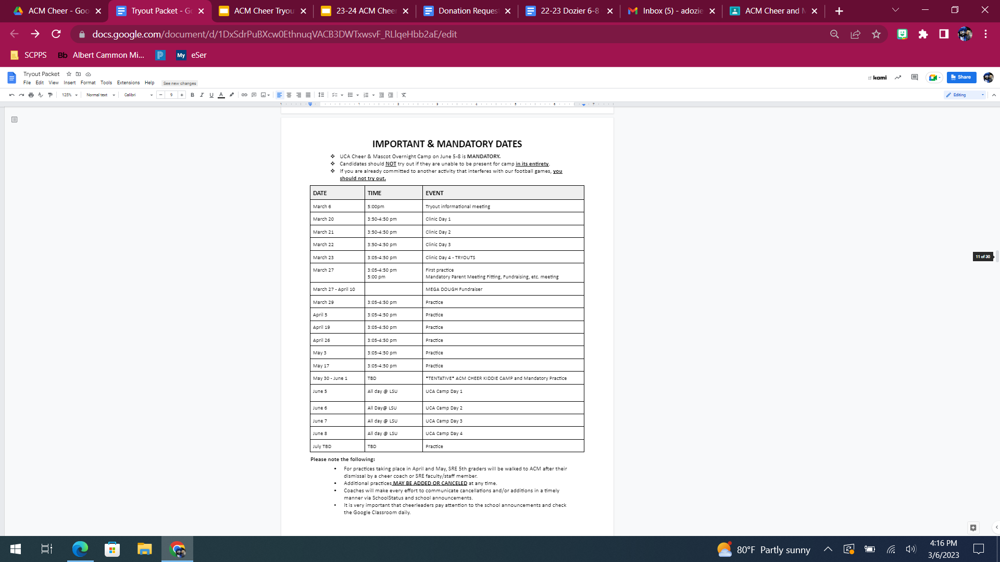 ACM Cheer - Goo
Tryout Packet - Go
ACM Cheer Tryou
23-24 ACM Cheer
Donation Reques
22-23 Dozier 6-8
Inbox (5) - adozie
ACM Cheer and M
docs.google.com/document/d/1DxSdrPuBXcw0EthnuqVACB3DWTxwsvF_RLlqeHbb2aE/edit
SCPPS Bb Albert Cammon Mi... My eSer
Tryout Packet
File Edit View Insert Format Tools Extensions Help See new changes
kami Share
125% Normal text Calibri - 9 + B I U A Editing
1 1 2 3 4 5 6 7
IMPORTANT & MANDATORY DATES
❖ UCA Cheer & Mascot Overnight Camp on June 5-8 is MANDATORY.
❖ Candidates should NOT try out if they are unable to be present for camp in its entirety.
❖ If you are already committed to another activity that interferes with our football games, you
should not try out.
DATE TIME EVENT
March 6 5:00pm Tryout informational meeting
March 20 3:50-4:50 pm Clinic Day 1
March 21 3:50-4:50 pm Clinic Day 2
March 22 3:50-4:50 pm Clinic Day 3
March 23 3:05-4:50 pm Clinic Day 4 - TRYOUTS
March 27 3:05-4:50 pm First practice
5:00 pm Mandatory Parent Meeting Fitting, Fundraising, etc. meeting
March 27 - April 10 MEGA DOUGH Fundraiser
March 29 3:05-4:50 pm Practice
April 5 3:05-4:50 pm Practice
April 19 3:05-4:50 pm Practice
April 26 3:05-4:50 pm Practice
May 3 3:05-4:50 pm Practice
May 17 3:05-4:50 pm Practice
May 30 - June 1 TBD *TENTATIVE* ACM CHEER KIDDIE CAMP and Mandatory Practice
June 5 All day @ LSU UCA Camp Day 1
June 6 All Day@ LSU UCA Camp Day 2
June 7 All day @ LSU UCA Camp Day 3
June 8 All day @ LSU UCA Camp Day 4
July TBD TBD Practice
11 of 30
Please note the following:
• For practices taking place in April and May, SRE 5th graders will be walked to ACM after their
dismissal by a cheer coach or SRE faculty/staff member.
• Additional practices MAY BE ADDED OR CANCELED at any time.
• Coaches will make every effort to communicate cancellations and/or additions in a timely
manner via SchoolStatus and school announcements.
• It is very important that cheerleaders pay attention to the school announcements and check
the Google Classroom daily.
80°F Partly sunny
4:16 PM
3/6/2023